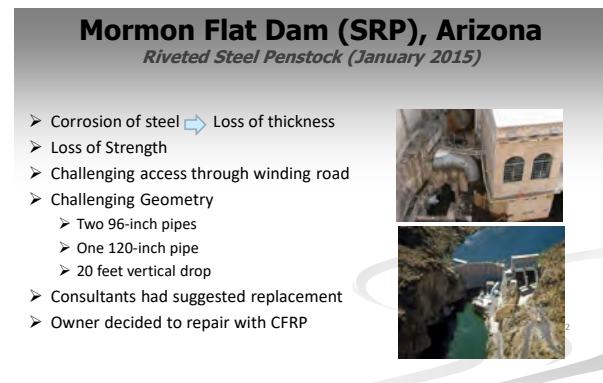 Mormon Flat Dam (SRP), Arizona
Riveted Steel Penstock (January 2015)
➢ Corrosion of steel ⇨ Loss of thickness
➢ Loss of Strength
➢ Challenging access through winding road
➢ Challenging Geometry
➢ Two 96-inch pipes
➢ One 120-inch pipe
➢ 20 feet vertical drop
➢ Consultants had suggested replacement
➢ Owner decided to repair with CFRP
2